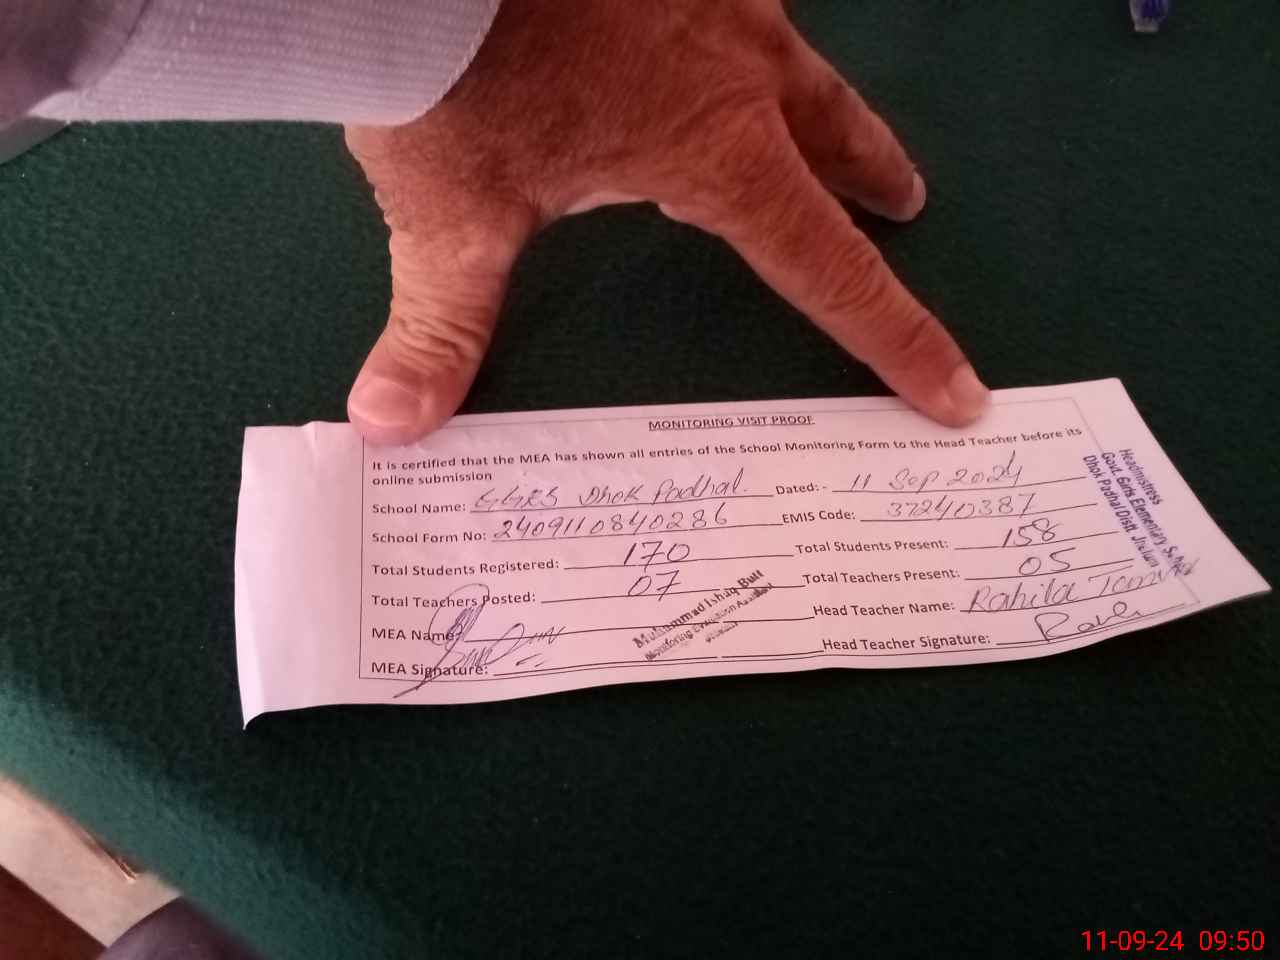 MONITORING VISIT PROOF
It is certified that the MEA has shown all entries of the School Monitoring Form to the Head Teacher before its
online submission
School Name: GGES Dhok Padhal. Dated: - 11 Sep 2024
School Form No: 2409110840286 EMIS Code: 37240387
Total Students Registered: 170 Total Students Present: 158
Total Teachers Posted: 07 Total Teachers Present: 05
MEA Name: Head Teacher Name: Rahila
MEA Signature: Head Teacher Signature:
Muhammad Ishaq Butt
Monitoring Evaluation Assistant
Headmistress
Govt. Girls Elementary School
Dhok Padhal Distt Jhelum
11-09-24 09:50